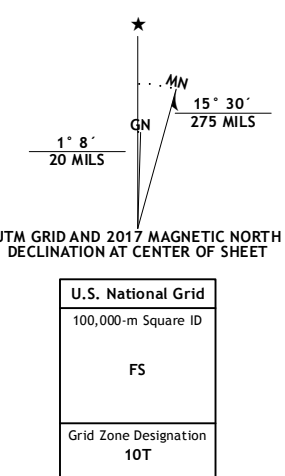 ★
MN
15° 30´
275 MILS
GN
1° 8´
20 MILS
UTM GRID AND 2017 MAGNETIC NORTH
DECLINATION AT CENTER OF SHEET
U.S. National Grid
100,000-m Square ID
FS
Grid Zone Designation
10T